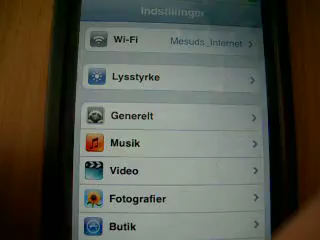 Indstillinger
Wi-Fi Mesuds_Internet
Lysstyrke
Generelt
Musik
Video
Fotografier
Butik